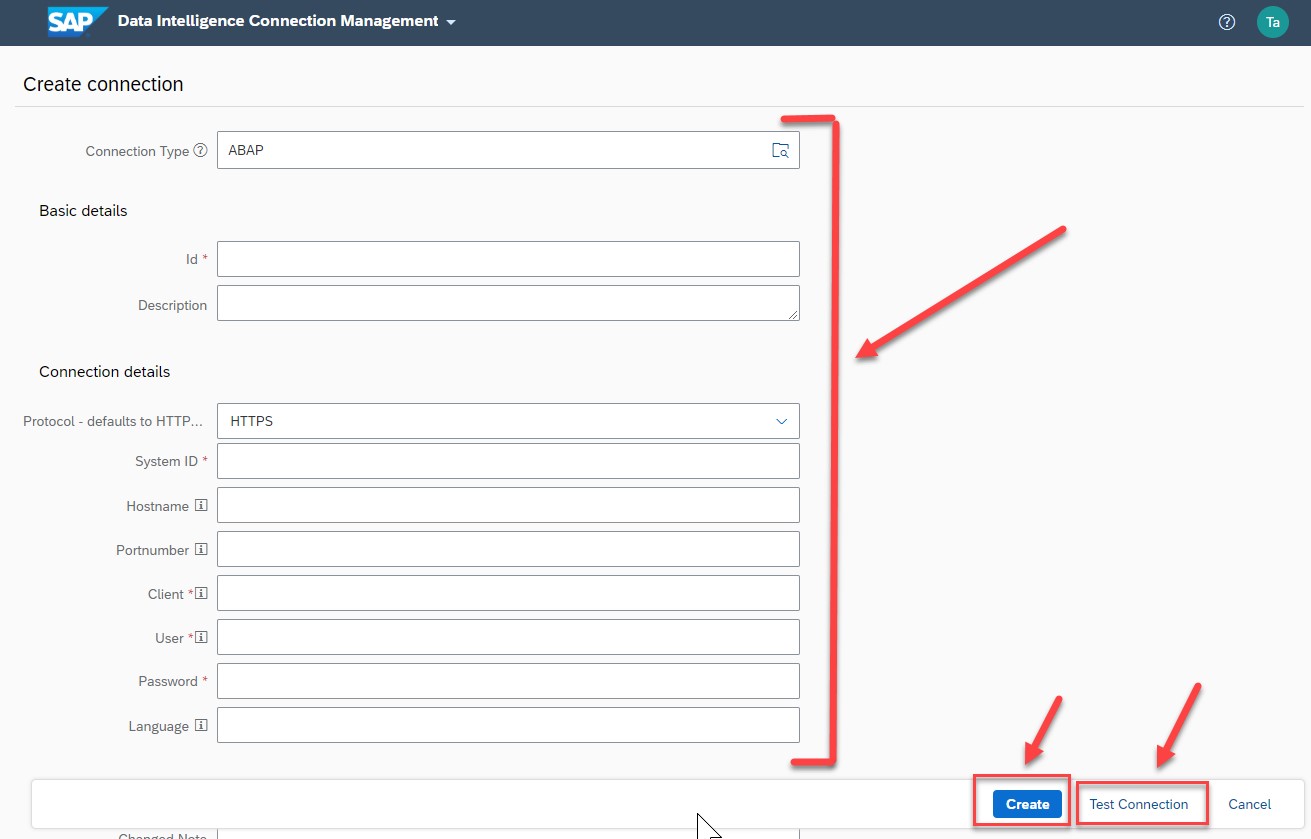 SAP Data Intelligence Connection Management Ta
Create connection
Connection Type ABAP
Basic details
Id *
Description
Connection details
Protocol - defaults to HTTP... HTTPS
System ID *
Hostname
Portnumber
Client *
User *
Password *
Language
Create Test Connection Cancel
Changed Note